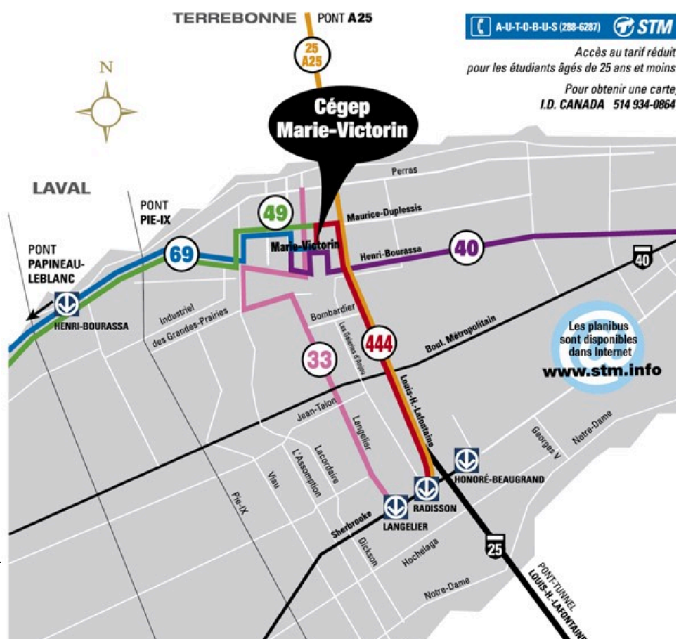 TERREBONNE
PONT A25
25
A25
A-U-T-O-B-U-S (288-6287)
STM
Accès au tarif réduit
pour les étudiants âgés de 25 ans et moins
Pour obtenir une carte,
I.D. CANADA 514 934-0864
N
Cégep
Marie-Victorin
LAVAL
PONT
PIE-IX
PONT
PAPINEAU-
LEBLANC
HENRI-BOURASSA
69
49
Perras
Maurice-Duplessis
Marie-Victorin
Henri-Bourassa
40
40
Industriel
des Grandes-Prairies
Bombardier
Les Galeries d'Anjou
33
444
Boul. Métropolitain
Les planibus
sont disponibles
dans Internet
www.stm.info
Louis-H.-Lafontaine
Jean-Talon
Langelier
Lacordaire
L'Assomption
Viau
Pie-IX
Georges V
Notre-Dame
HONORÉ-BEAUGRAND
RADISSON
LANGELIER
Sherbrooke
Dickson
Hochelaga
Notre-Dame
25
PONT-TUNNEL
LOUIS-H.-LAFONTAINE